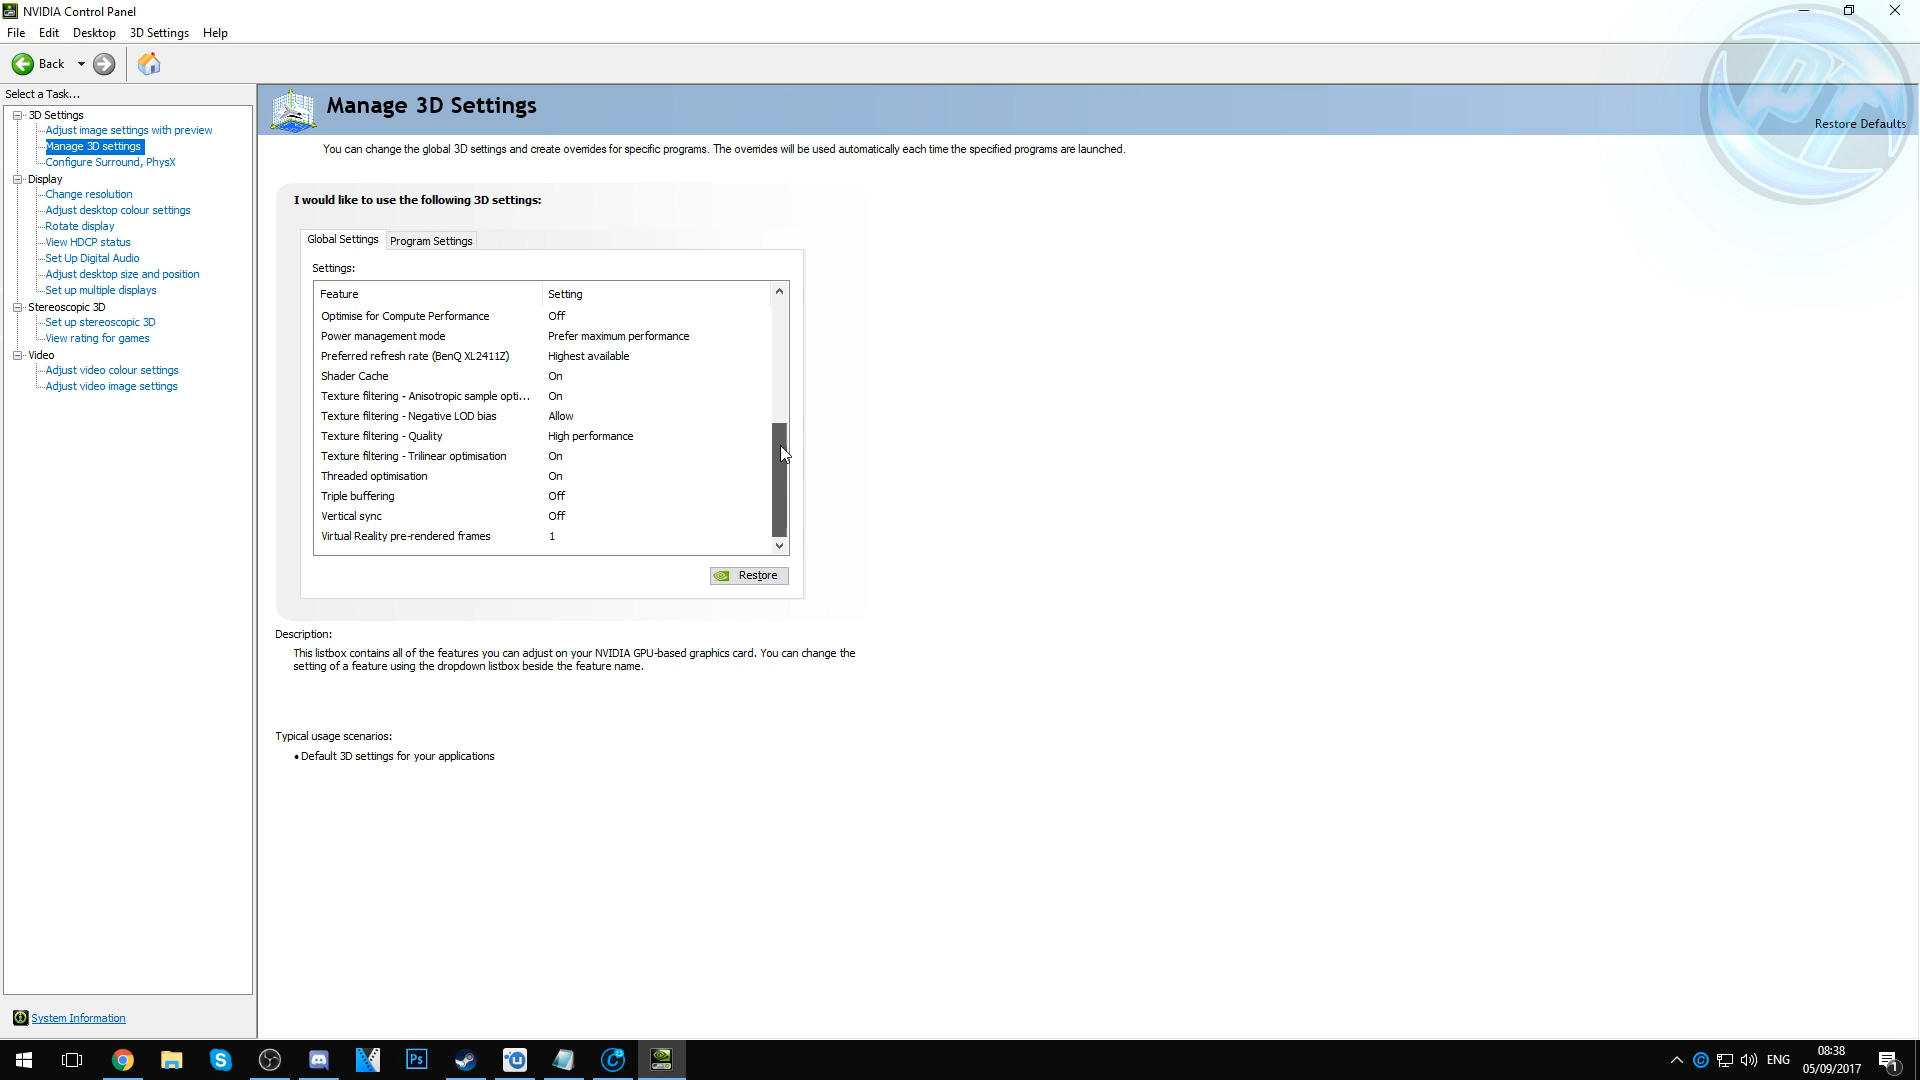 NVIDIA Control Panel
File Edit Desktop 3D Settings Help
Back
Select a Task...
3D Settings
Adjust image settings with preview
Manage 3D settings
Configure Surround, PhysX
Display
Change resolution
Adjust desktop colour settings
Rotate display
View HDCP status
Set Up Digital Audio
Adjust desktop size and position
Set up multiple displays
Stereoscopic 3D
Set up stereoscopic 3D
View rating for games
Video
Adjust video colour settings
Adjust video image settings
System Information
Manage 3D Settings
PT
Restore Defaults
You can change the global 3D settings and create overrides for specific programs. The overrides will be used automatically each time the specified programs are launched.
I would like to use the following 3D settings:
Global Settings Program Settings
Settings:
Feature Setting
Optimise for Compute Performance Off
Power management mode Prefer maximum performance
Preferred refresh rate (BenQ XL2411Z) Highest available
Shader Cache On
Texture filtering - Anisotropic sample opti... On
Texture filtering - Negative LOD bias Allow
Texture filtering - Quality High performance
Texture filtering - Trilinear optimisation On
Threaded optimisation On
Triple buffering Off
Vertical sync Off
Virtual Reality pre-rendered frames 1
Restore
Description:
This listbox contains all of the features you can adjust on your NVIDIA GPU-based graphics card. You can change the
setting of a feature using the dropdown listbox beside the feature name.
Typical usage scenarios:
• Default 3D settings for your applications
Ps
ENG
08:38
05/09/2017
1